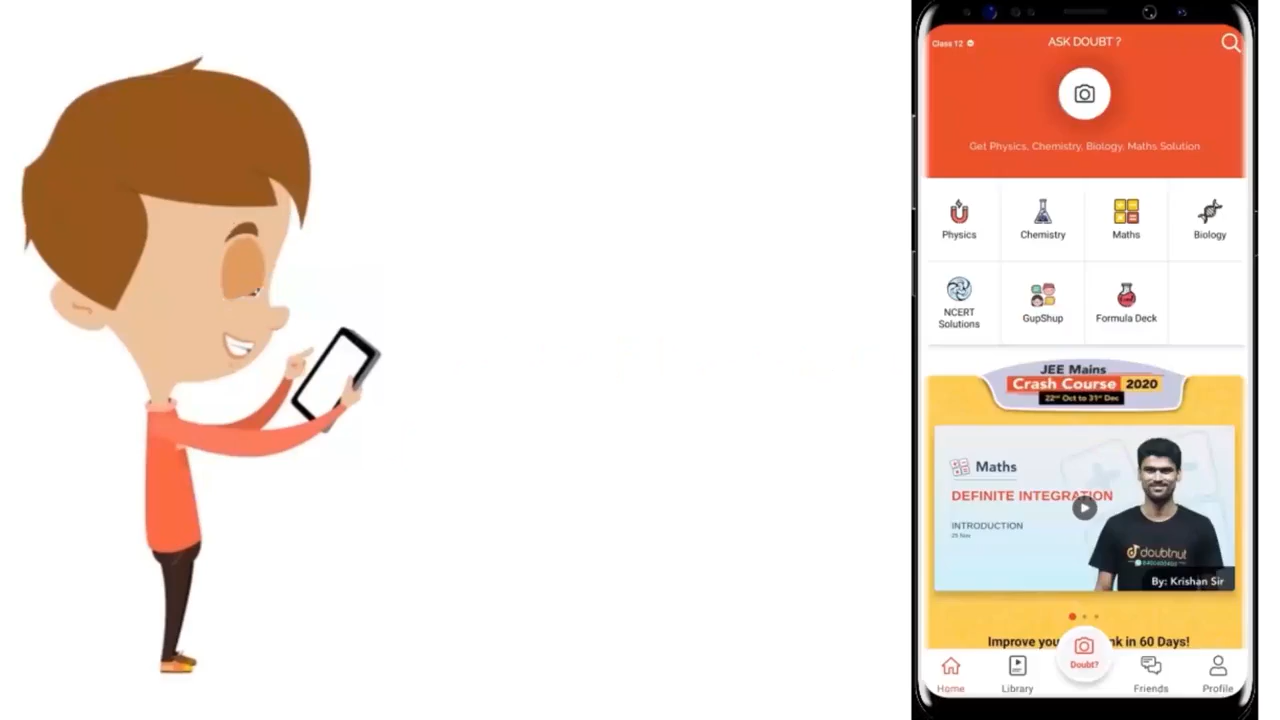 Class 12
ASK DOUBT ?
Get Physics, Chemistry, Biology, Maths Solution
Physics
Chemistry
Maths
Biology
NCERT
Solutions
GupShup
Formula Deck
JEE Mains
Crash Course 2020
22nd Oct to 31st Dec
Maths
DEFINITE INTEGRATION
INTRODUCTION
doubtnut
By: Krishan Sir
in 60 Days!
Doubt?
Home
Library
Friends
Profile